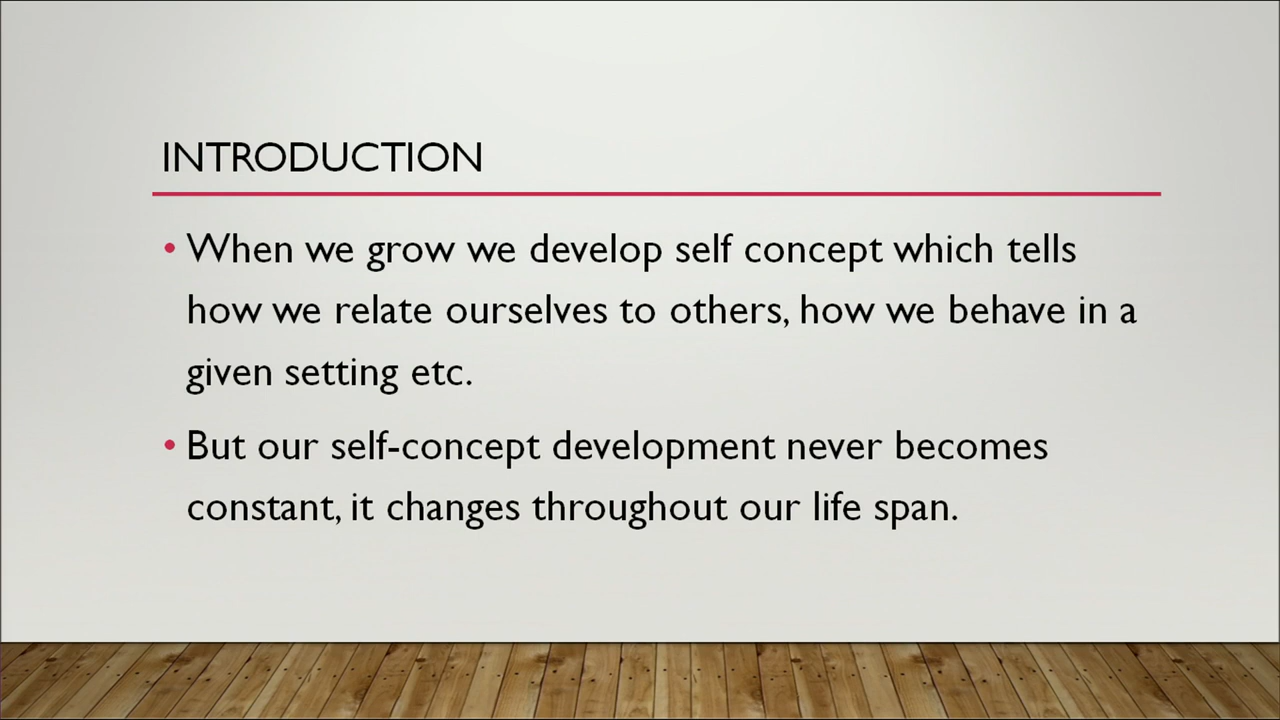 INTRODUCTION
• When we grow we develop self concept which tells
how we relate ourselves to others, how we behave in a
given setting etc.
• But our self-concept development never becomes
constant, it changes throughout our life span.